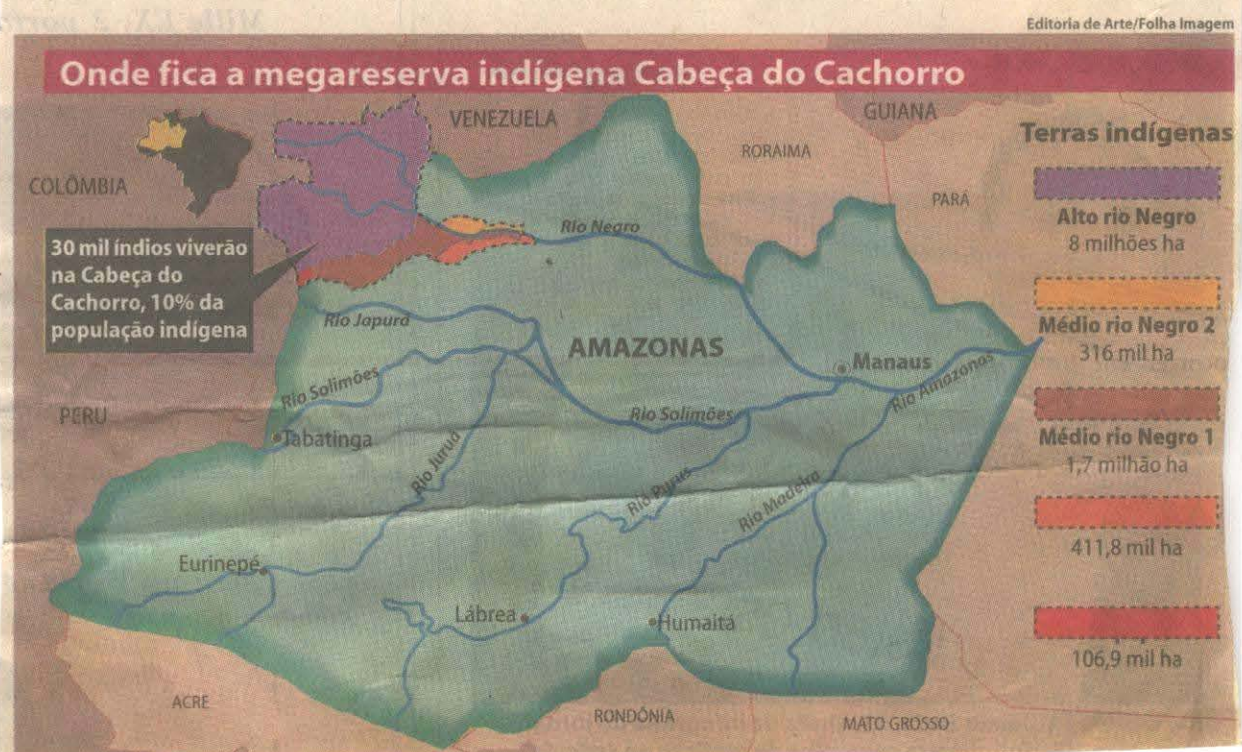 Editoria de Arte/Folha Imagem
Onde fica a megareserva indígena Cabeça do Cachorro
VENEZUELA
GUIANA
RORAIMA
COLÔMBIA
PARÁ
Terras indígenas
Alto rio Negro
8 milhões ha
Médio rio Negro 2
316 mil ha
Médio rio Negro 1
1,7 milhão ha
411,8 mil ha
106,9 mil ha
30 mil índios viverão
na Cabeça do
Cachorro, 10% da
população indígena
Rio Negro
Rio Japurá
AMAZONAS
Manaus
Rio Amazonas
Rio Solimões
Rio Solimões
PERU
Tabatinga
Rio Juruá
Rio Purus
Rio Madeira
Eurinepé
Lábrea
Humaitá
ACRE
RONDÔNIA
MATO GROSSO